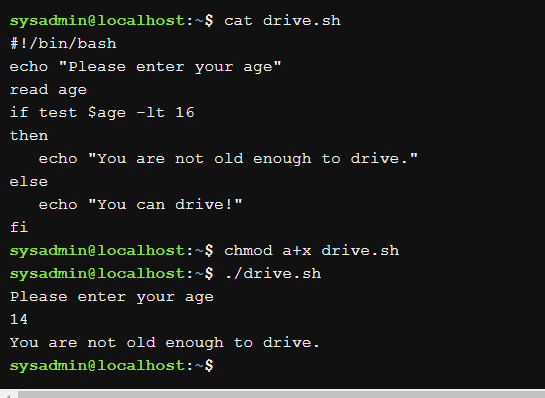 sysadmin@localhost:~$ cat drive.sh
#!/bin/bash
echo "Please enter your age"
read age
if test $age -lt 16
then
   echo "You are not old enough to drive."
else
   echo "You can drive!"
fi
sysadmin@localhost:~$ chmod a+x drive.sh
sysadmin@localhost:~$ ./drive.sh
Please enter your age
14
You are not old enough to drive.
sysadmin@localhost:~$